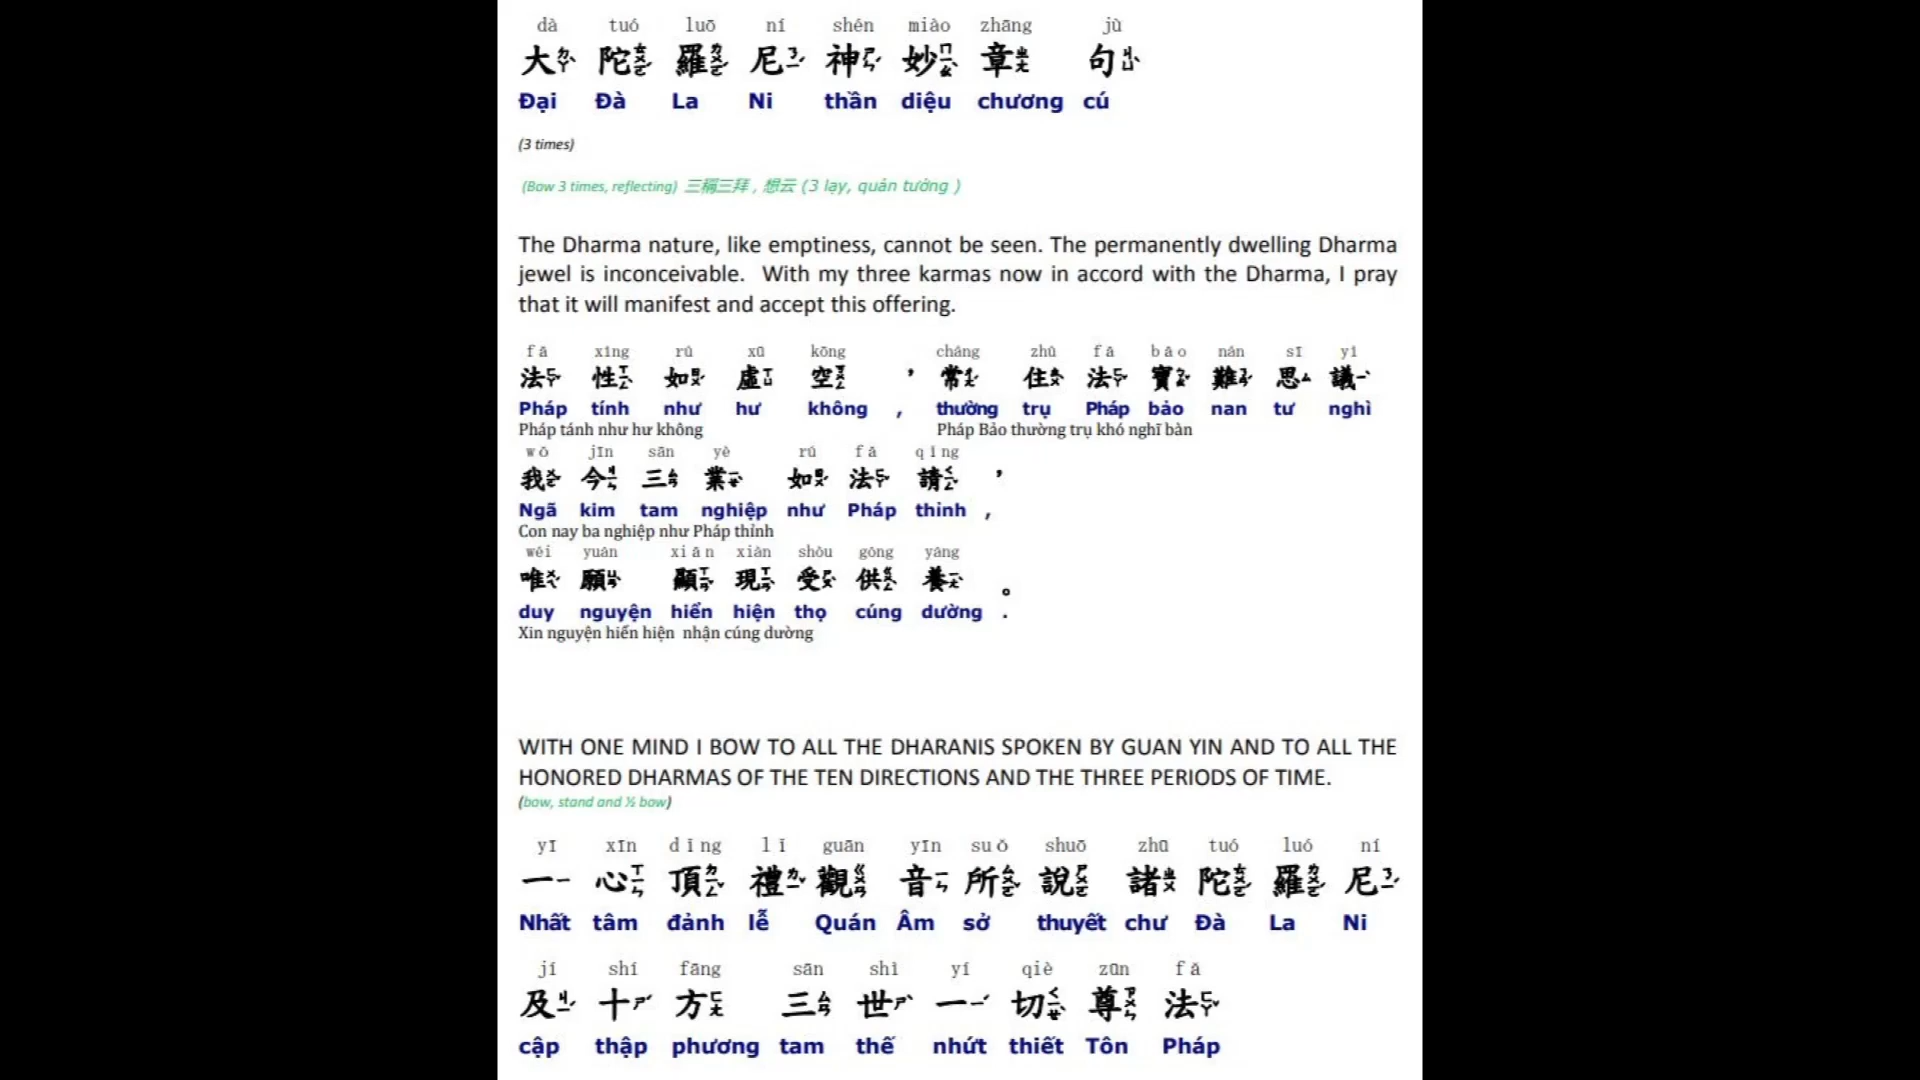 dà tuó luō ní shén miào zhāng jù
大 陀 羅 尼 神 妙 章 句
Đại Đà La Ni thần diệu chương cú
(3 times)
(Bow 3 times, reflecting) 三稱三拜 , 想云 (3 lạy, quán tưởng )
The Dharma nature, like emptiness, cannot be seen. The permanently dwelling Dharma
jewel is inconceivable. With my three karmas now in accord with the Dharma, I pray
that it will manifest and accept this offering.
fǎ xìng rú xū kōng cháng zhù fǎ bǎo nán sī yì
法 性 如 虛 空 , 常 住 法 寶 難 思 議
Pháp tính như hư không , thường trụ Pháp bảo nan tư nghì
Pháp tánh như hư không Pháp Bảo thường trụ khó nghĩ bàn
wǒ jīn sān yè rú fǎ qǐng
我 今 三 業 如 法 請 ,
Ngã kim tam nghiệp như Pháp thỉnh ,
Con nay ba nghiệp như Pháp thỉnh
wéi yuàn xiǎn xiàn shòu gòng yàng
唯 願 顯 現 受 供 養 。
duy nguyện hiển hiện thọ cúng dường .
Xin nguyện hiển hiện nhận cúng dường
WITH ONE MIND I BOW TO ALL THE DHARANIS SPOKEN BY GUAN YIN AND TO ALL THE
HONORED DHARMAS OF THE TEN DIRECTIONS AND THE THREE PERIODS OF TIME.
(bow, stand and ½ bow)
yī xīn dǐng lǐ guān yīn suǒ shuō zhū tuó luó ní
一 心 頂 禮 觀 音 所 說 諸 陀 羅 尼
Nhất tâm đảnh lễ Quán Âm sở thuyết chư Đà La Ni
jí shí fāng sān shì yí qiè zūn fǎ
及 十 方 三 世 一 切 尊 法
cập thập phương tam thế nhứt thiết Tôn Pháp